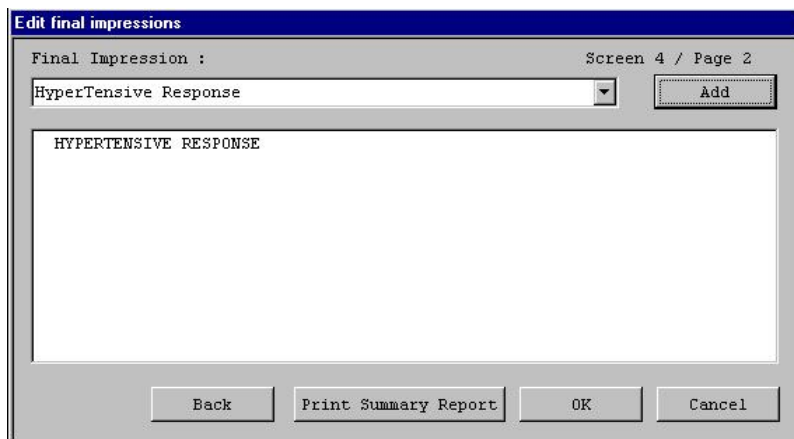 Edit final impressions
Final Impression :
Screen 4 / Page 2
HyperTensive Response
Add
HYPERTENSIVE RESPONSE
Back
Print Summary Report
OK
Cancel